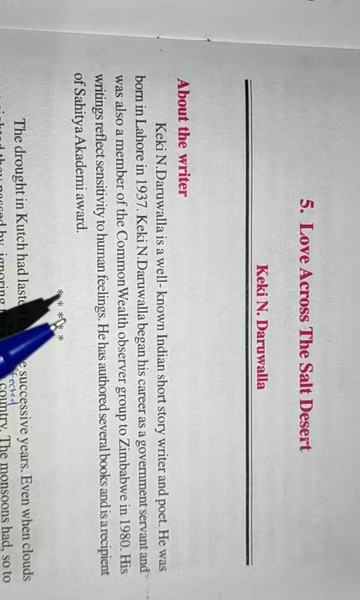 5. Love Across The Salt Desert
Keki N. Daruwalla
About the writer
Keki N.Daruwalla is a well- known Indian short story writer and poet. He was
born in Lahore in 1937. Keki N.Daruwalla began his career as a government servant and
was also a member of the CommonWealth observer group to Zimbabwe in 1980. His
writings reflect sensitivity to human feelings. He has authored several books and is a recipient
of Sahitya Akademi award.
* * * *
The drought in Kutch had successive years. Even when clouds
they passed by, ignoring country. The monsoons had, so to